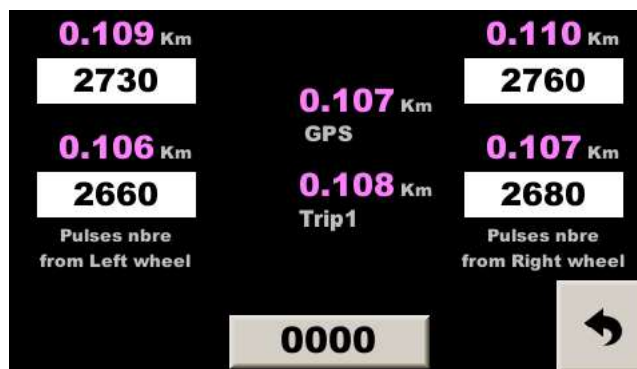 0.109 Km
2730
0.106 Km
2660
Pulses nbre
from Left wheel
0.107 Km
GPS
0.108 Km
Trip1
0.110 Km
2760
0.107 Km
2680
Pulses nbre
from Right wheel
0000